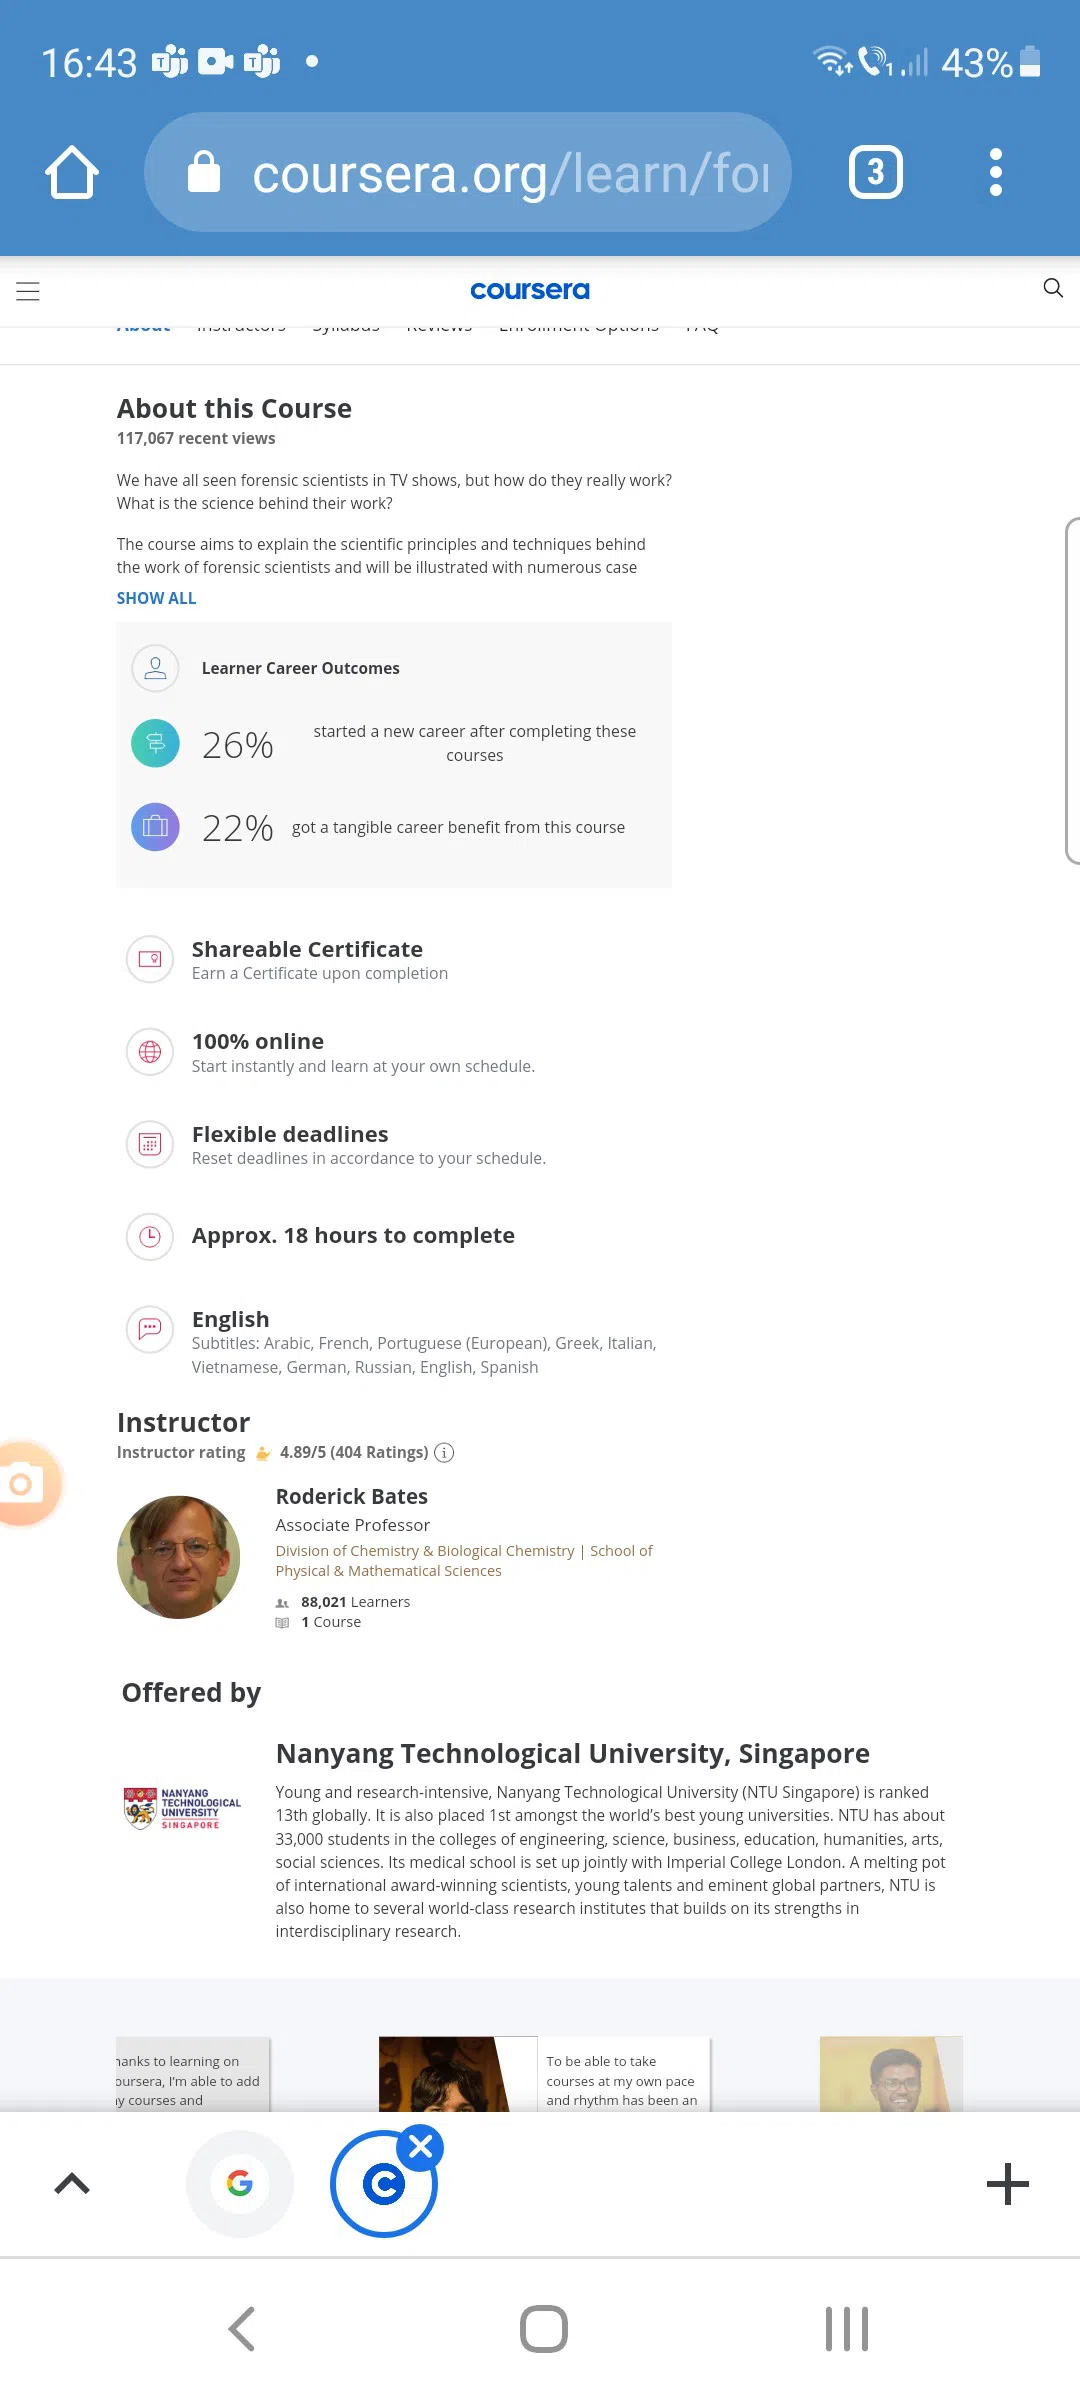 16:43
43%
coursera.org/learn/for
3
coursera
About Instructors Syllabus Reviews Enrollment Options FAQ
About this Course
117,067 recent views
We have all seen forensic scientists in TV shows, but how do they really work?
What is the science behind their work?
The course aims to explain the scientific principles and techniques behind
the work of forensic scientists and will be illustrated with numerous case
SHOW ALL
Learner Career Outcomes
26%
started a new career after completing these
courses
22%
got a tangible career benefit from this course
Shareable Certificate
Earn a Certificate upon completion
100% online
Start instantly and learn at your own schedule.
Flexible deadlines
Reset deadlines in accordance to your schedule.
Approx. 18 hours to complete
English
Subtitles: Arabic, French, Portuguese (European), Greek, Italian,
Vietnamese, German, Russian, English, Spanish
Instructor
Instructor rating 4.89/5 (404 Ratings)
Roderick Bates
Associate Professor
Division of Chemistry & Biological Chemistry | School of
Physical & Mathematical Sciences
88,021 Learners
1 Course
Offered by
NANYANG
TECHNOLOGICAL
UNIVERSITY
SINGAPORE
Nanyang Technological University, Singapore
Young and research-intensive, Nanyang Technological University (NTU Singapore) is ranked
13th globally. It is also placed 1st amongst the world's best young universities. NTU has about
33,000 students in the colleges of engineering, science, business, education, humanities, arts,
social sciences. Its medical school is set up jointly with Imperial College London. A melting pot
of international award-winning scientists, young talents and eminent global partners, NTU is
also home to several world-class research institutes that builds on its strengths in
interdisciplinary research.
hanks to learning on
oursera, I'm able to add
y courses and
To be able to take
courses at my own pace
and rhythm has been an